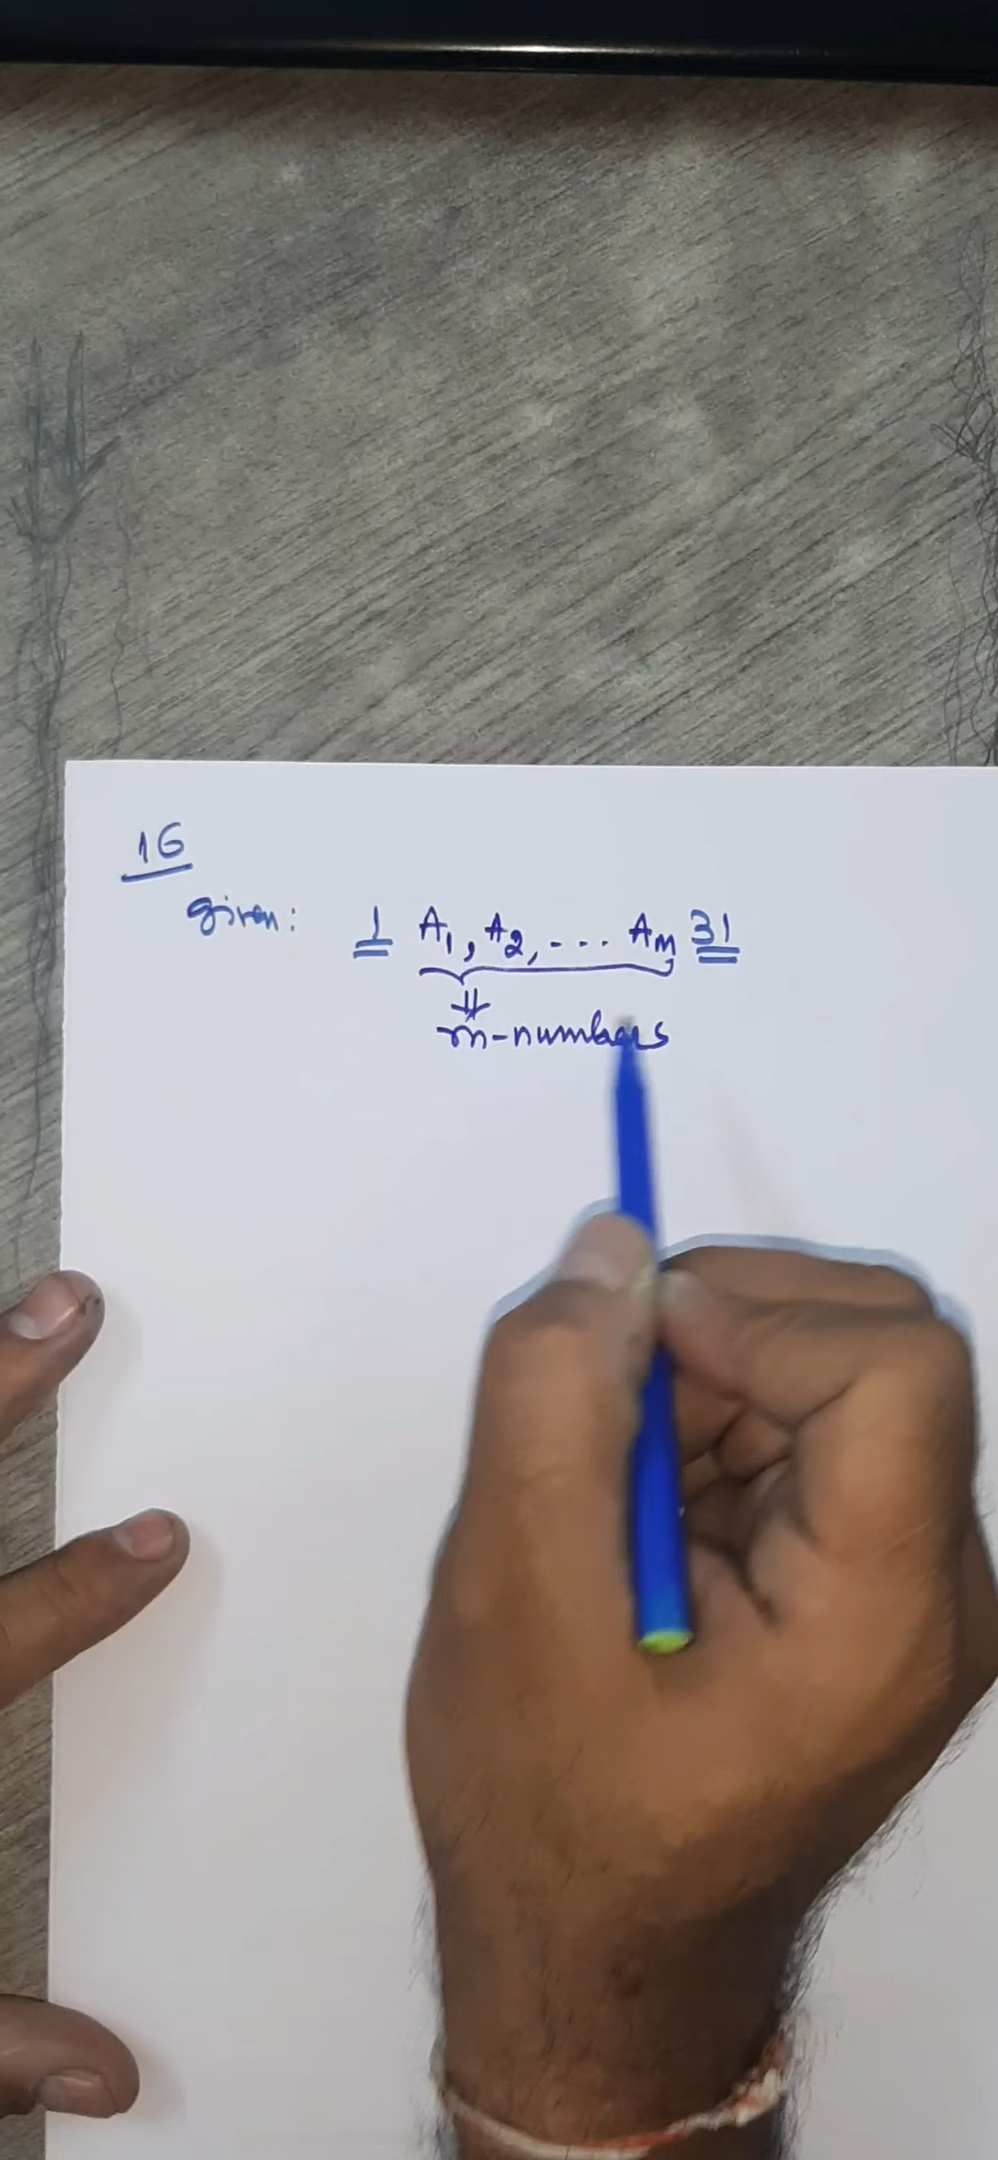 16
given: 1 A₁, A₂, .... Aₘ 31
⇓
m-numbers